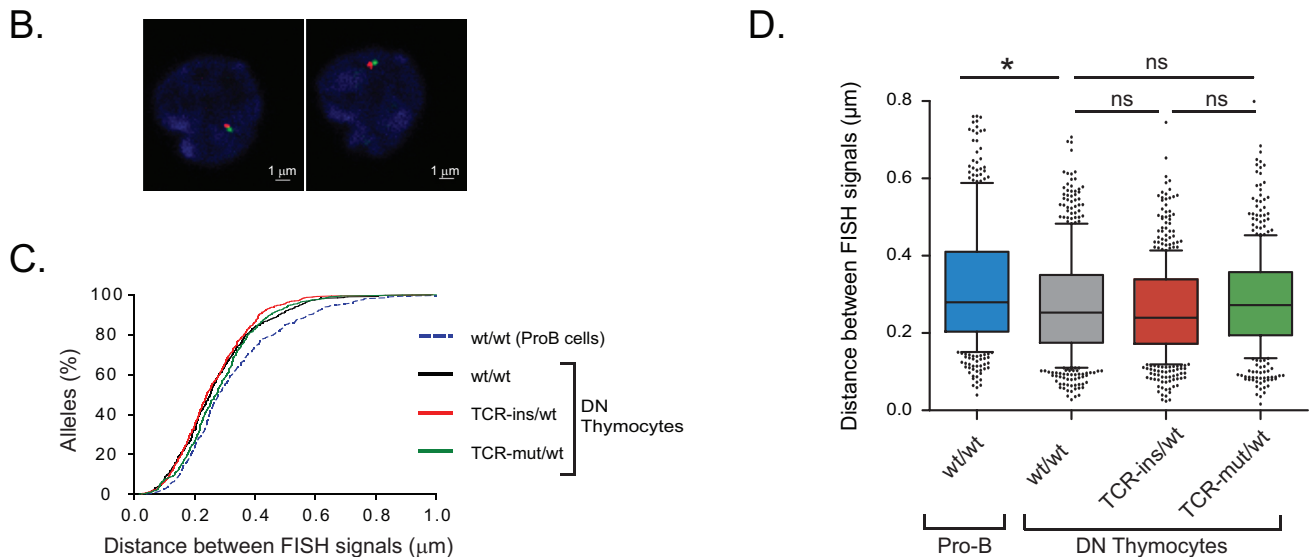 B.
1 μm
1 μm
C.
100
80
60
40
20
0
Alleles (%)
0.0 0.2 0.4 0.6 0.8 1.0
Distance between FISH signals (μm)
wt/wt (ProB cells)
wt/wt
TCR-ins/wt
TCR-mut/wt
DN
Thymocytes
D.
*
ns
ns
ns
0.8
0.6
0.4
0.2
0.0
Distance between FISH signals (μm)
wt/wt
wt/wt
TCR-ins/wt
TCR-mut/wt
Pro-B
DN Thymocytes